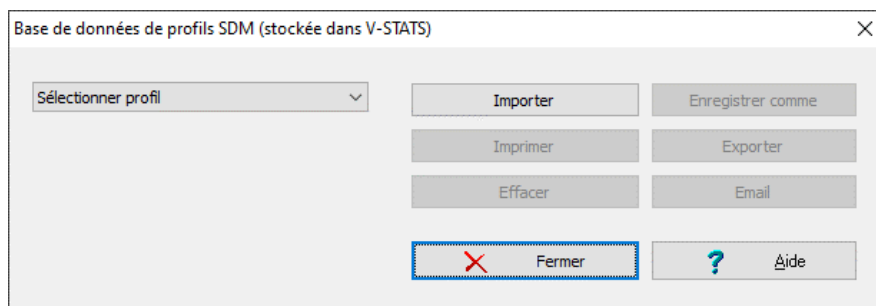 Base de données de profils SDM (stockée dans V-STATS)
Sélectionner profil
Importer
Enregistrer comme
Imprimer
Exporter
Effacer
Email
Fermer
? Aide